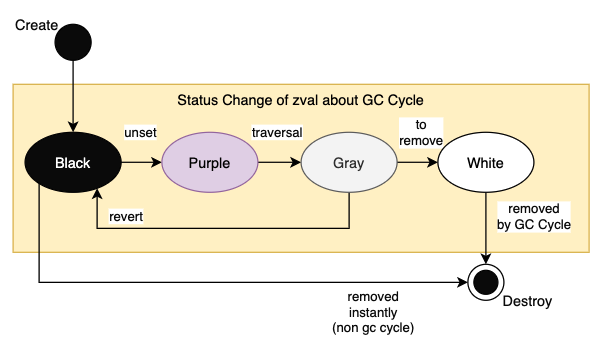 Create
Status Change of zval about GC Cycle
unset
traversal
to
remove
Black
Purple
Gray
White
revert
removed
by GC Cycle
removed
instantly
(non gc cycle)
Destroy